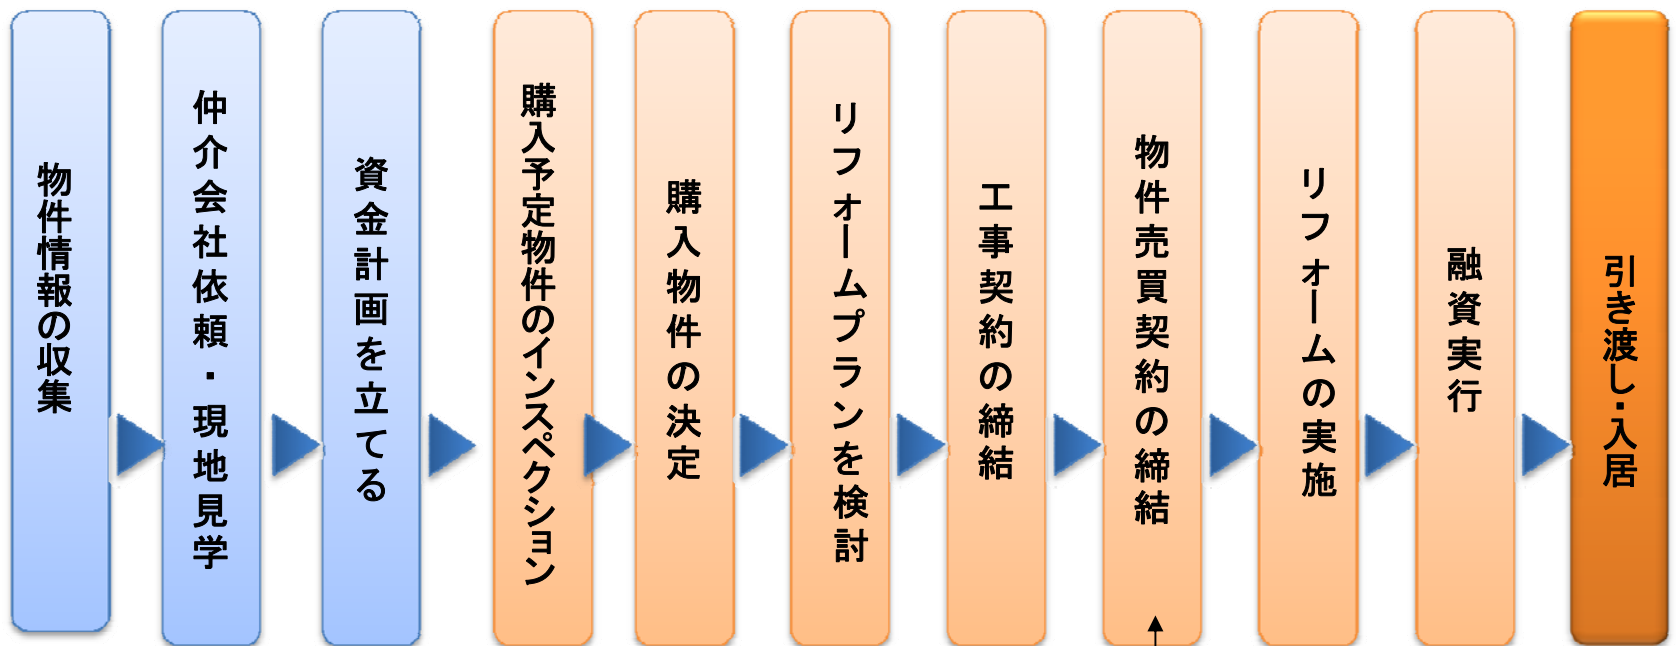 物件情報の収集
仲介会社依頼・現地見学
資金計画を立てる
購入予定物件のインスペクション
購入物件の決定
リフォームプランを検討
工事契約の締結
物件売買契約の締結
リフォームの実施
融資実行
引き渡し・入居